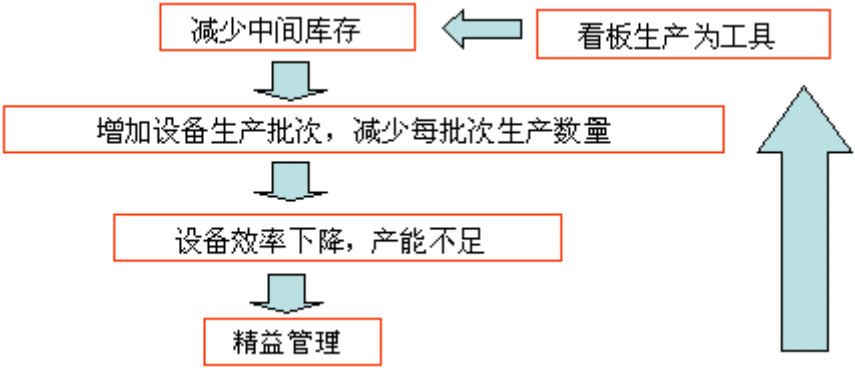 减少中间库存
看板生产为工具
增加设备生产批次，减少每批次生产数量
设备效率下降，产能不足
精益管理